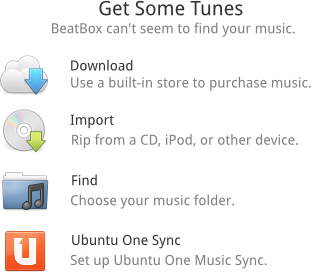 Get Some Tunes
BeatBox can't seem to find your music.
Download
Use a built-in store to purchase music.
Import
Rip from a CD, iPod, or other device.
Find
Choose your music folder.
Ubuntu One Sync
Set up Ubuntu One Music Sync.